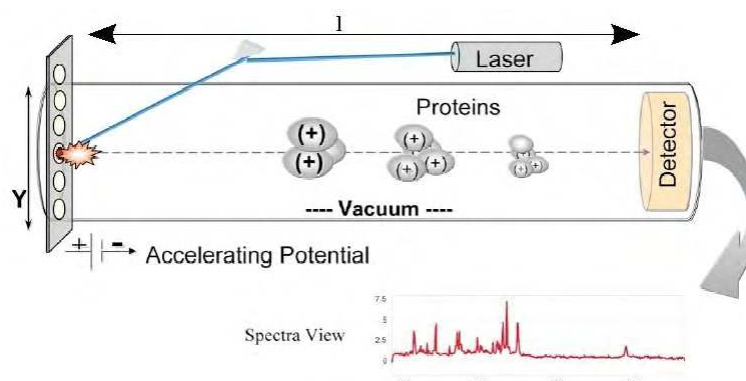 l
Laser
Proteins
(+) (+) (+)
(+) (+) (+) (+) (+)
Detector
Y
---- Vacuum ----
+ -
Accelerating Potential
7.5
Spectra View
5
2.5
0